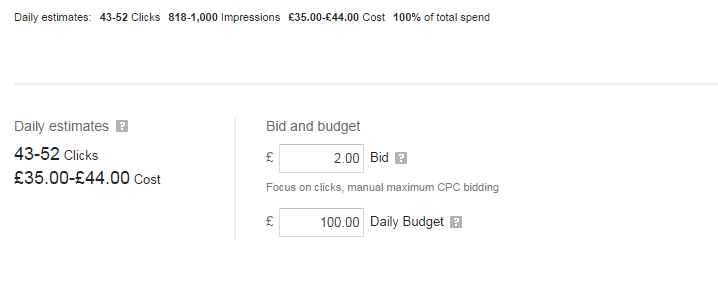 Daily estimates: 43-52 Clicks 818-1,000 Impressions £35.00-£44.00 Cost 100% of total spend
Daily estimates ?
43-52 Clicks
£35.00-£44.00 Cost
Bid and budget
£ 2.00 Bid ?
Focus on clicks, manual maximum CPC bidding
£ 100.00 Daily Budget ?